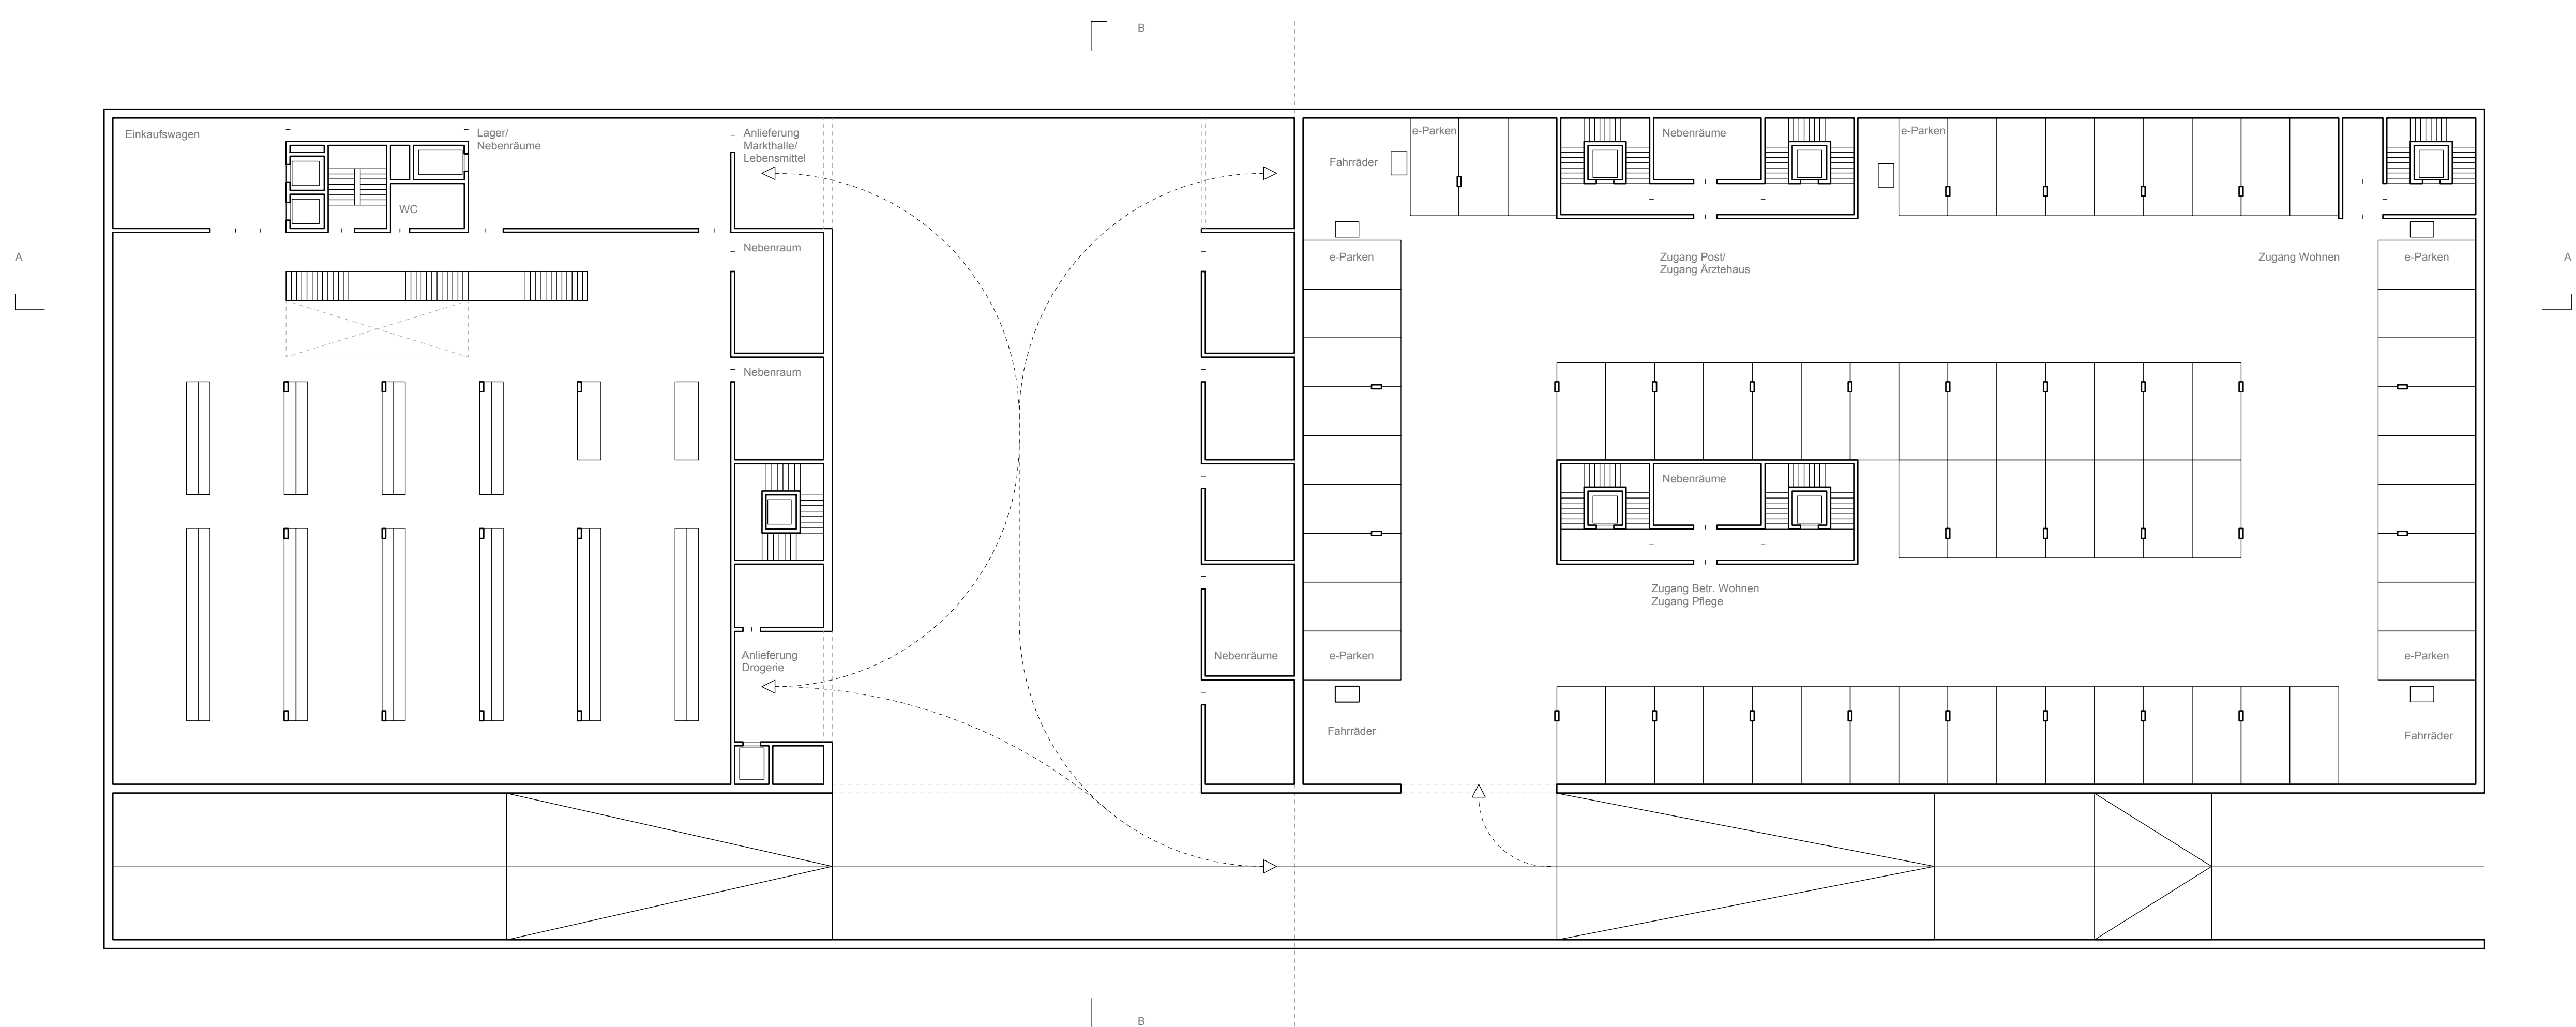 B
Einkaufswagen
Lager/
Nebenräume
Anlieferung
Markthalle/
Lebensmittel
WC
Fahrräder
e-Parken
Nebenräume
e-Parken
A
Nebenraum
e-Parken
Zugang Post/
Zugang Ärztehaus
Zugang Wohnen
e-Parken
A
Nebenraum
Nebenräume
Zugang Betr. Wohnen
Zugang Pflege
Anlieferung
Drogerie
Nebenräume
e-Parken
e-Parken
Fahrräder
Fahrräder
B